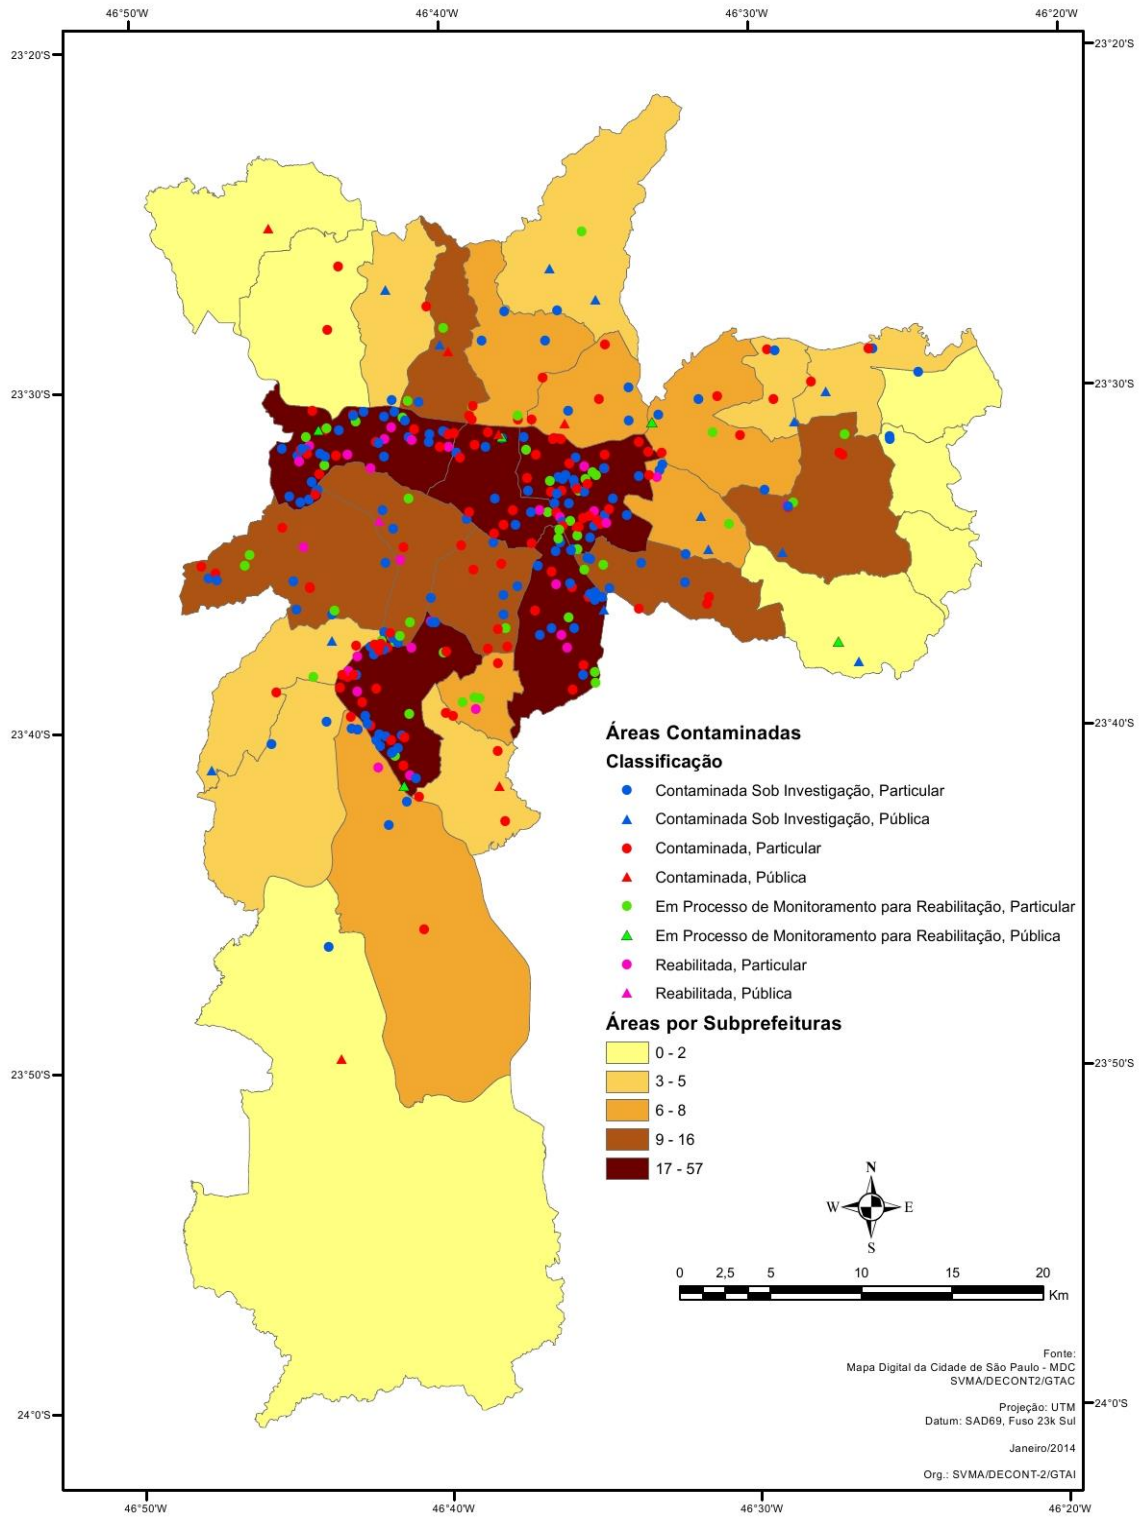 46°50'W
46°40'W
46°30'W
46°20'W
23°20'S
23°20'S
23°30'S
23°30'S
23°40'S
23°40'S
Áreas Contaminadas
Classificação
Contaminada Sob Investigação, Particular
Contaminada Sob Investigação, Pública
Contaminada, Particular
Contaminada, Pública
Em Processo de Monitoramento para Reabilitação, Particular
Em Processo de Monitoramento para Reabilitação, Pública
Reabilitada, Particular
Reabilitada, Pública
Áreas por Subprefeituras
0 - 2
3 - 5
6 - 8
9 - 16
17 - 57
23°50'S
23°50'S
N
W
E
S
0 2,5 5 10 15 20
Km
Fonte:
Mapa Digital da Cidade de São Paulo - MDC
SVMA/DECONT2/GTAC
Projeção: UTM
Datum: SAD69, Fuso 23k Sul
Janeiro/2014
Org.: SVMA/DECONT-2/GTAI
24°0'S
24°0'S
46°50'W
46°40'W
46°30'W
46°20'W